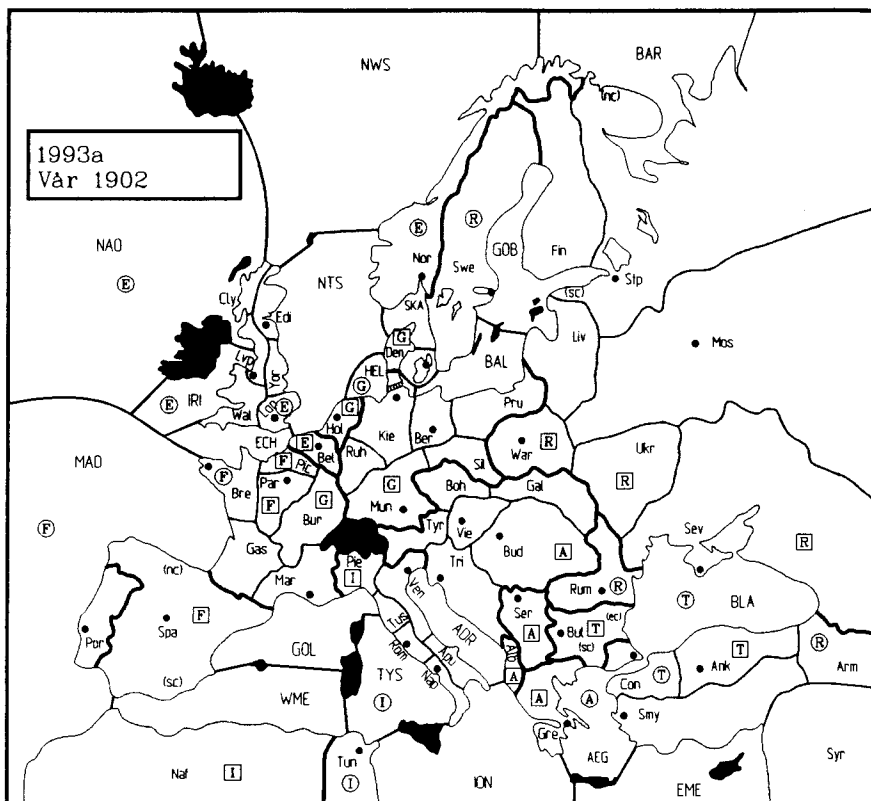 1993a
Vår 1902
NWS
BAR
(nc)
NAO
E
E
R
Nor
Swe
GOB
Fin
Stp
(sc)
NTS
Cly
Edi
SKA
G
Den
Liv
Mos
Lvp
Yor
HEL
BAL
G
Pru
IRI
E
Wal
Ldn
E
G
Hol
Kie
Ber
War
R
Ukr
ECH
E
Bel
Ruh
Sil
R
MAO
F
Bre
F
Pic
Par
F
G
Bur
G
Mun
Boh
Gal
Sev
R
F
Gas
Tyr
Vie
Bud
A
Mar
Pie
I
Ven
Tri
Rum
R
T
BLA
(nc)
Spa
F
Por
Tus
ADR
Ser
A
Bul
T
(ec)
(sc)
T
Ank
R
Arm
GOL
Rom
Apu
Alb
A
Con
T
(sc)
TYS
Nap
A
A
Smy
WME
I
Gre
Naf
I
Tun
I
ION
AEG
EME
Syr